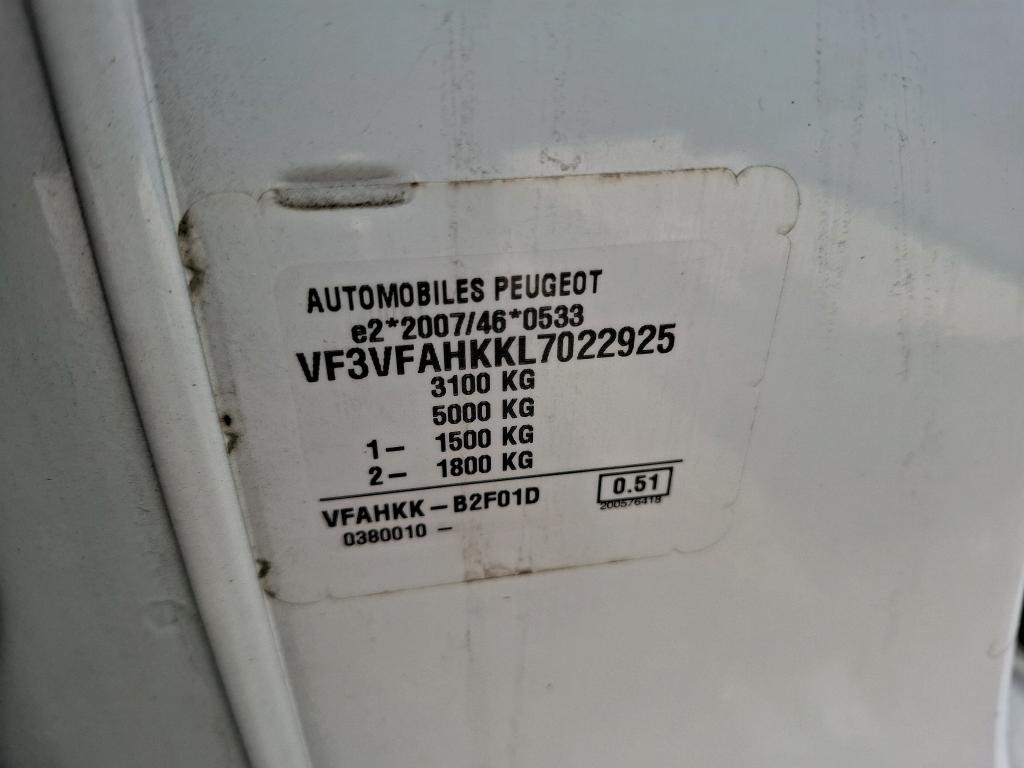 AUTOMOBILES PEUGEOT
e2*2007/46*0533
VF3VFAHKKL7022925
3100 KG
5000 KG
1- 1500 KG
2- 1800 KG
VFAHKK-B2F01D 0.51
0380010 - 200576418